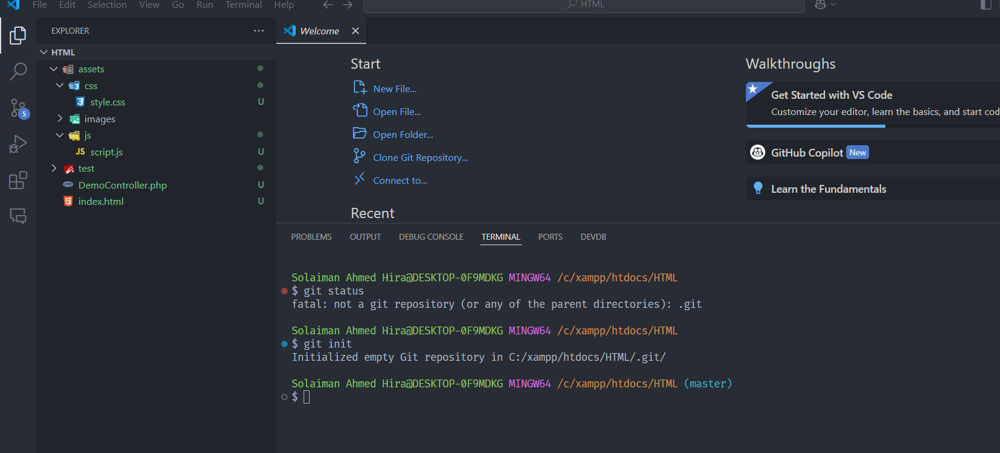 File Edit Selection View Go Run Terminal Help HTML
EXPLORER
HTML
assets
css
style.css U
images
js
JS script.js U
test
php DemoController.php U
5 index.html U
5
Welcome
Start
New File...
Open File...
Open Folder...
Clone Git Repository...
Connect to...
Recent
Walkthroughs
Get Started with VS Code
Customize your editor, learn the basics, and start cod
GitHub Copilot New
Learn the Fundamentals
PROBLEMS OUTPUT DEBUG CONSOLE TERMINAL PORTS DEVDB
Solaiman Ahmed Hira@DESKTOP-0F9MDKG MINGW64 /c/xampp/htdocs/HTML
$ git status
fatal: not a git repository (or any of the parent directories): .git
Solaiman Ahmed Hira@DESKTOP-0F9MDKG MINGW64 /c/xampp/htdocs/HTML
$ git init
Initialized empty Git repository in C:/xampp/htdocs/HTML/.git/
Solaiman Ahmed Hira@DESKTOP-0F9MDKG MINGW64 /c/xampp/htdocs/HTML (master)
$